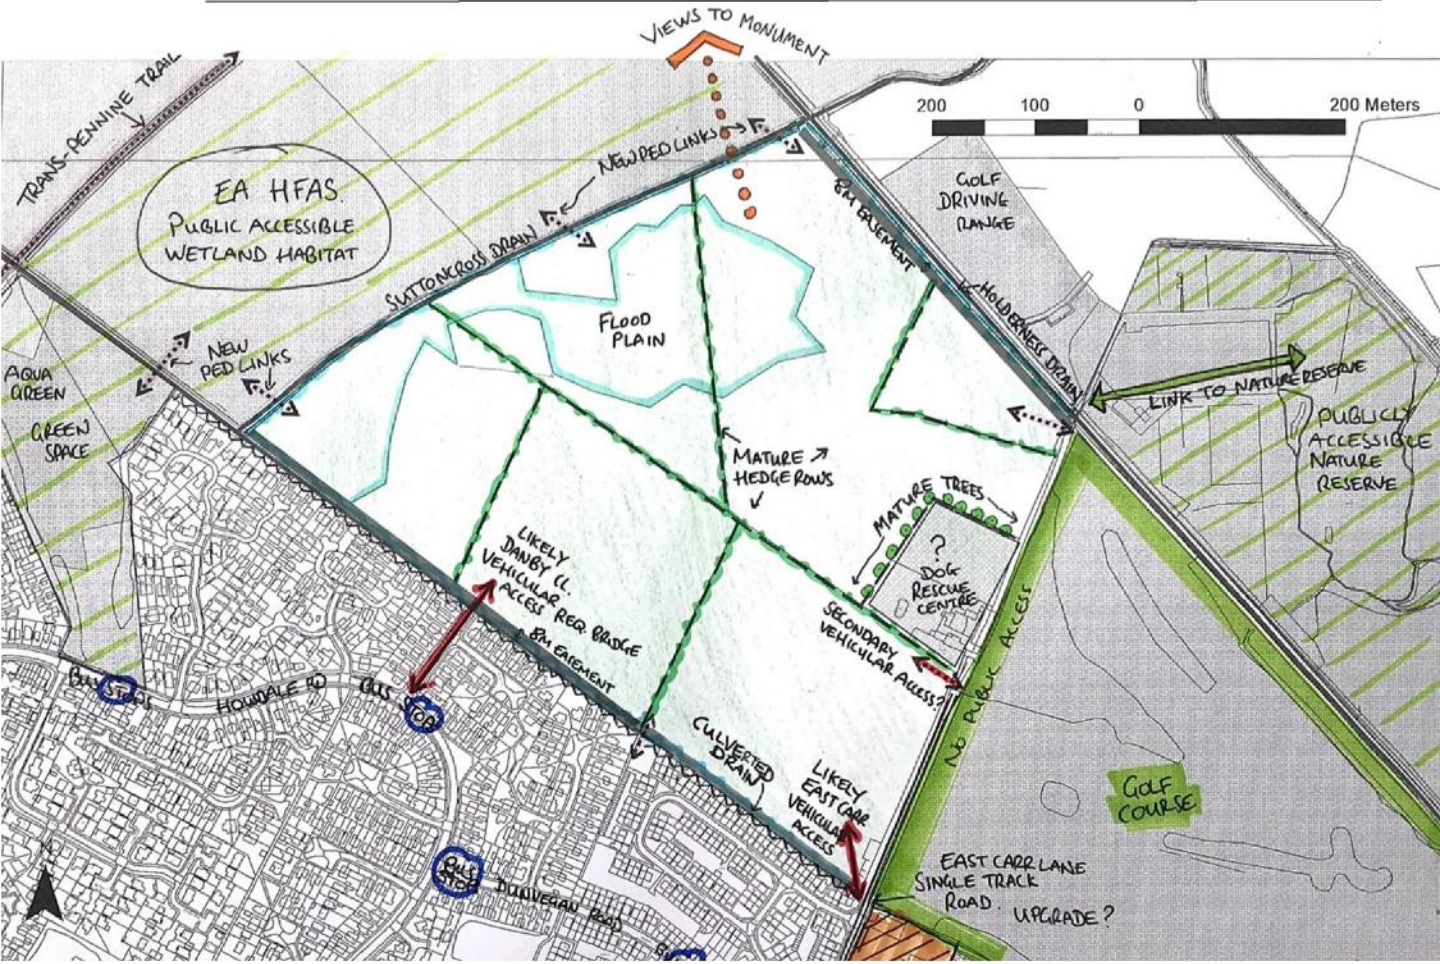 VIEWS TO MONUMENT
TRANS-PENNINE TRAIL
200 100 0 200 Meters
NEW PED LINKS
EA HFAS.
PUBLIC ACCESSIBLE
WETLAND HABITAT
8M EASEMENT
GOLF
DRIVING
RANGE
SUTTONCROSS DRAIN
HOLDERNESS DRAIN
FLOOD
PLAIN
NEW
PED LINKS
AQUA
GREEN
GREEN
SPACE
LINK TO NATURE RESERVE
PUBLICLY
ACCESSIBLE
NATURE
RESERVE
MATURE
HEDGEROWS
MATURE TREES
?
DOG
RESCUE
CENTRE
LIKELY
DANBY CL.
VEHICULAR
ACCESS REQ. BRIDGE
8M EASEMENT
SECONDARY
VEHICULAR ACCESS?
NO PUBLIC ACCESS
BUS STOPS
HOWDALE RD
BUS STOP
CULVERTED
DRAIN
LIKELY
EAST CARR
VEHICULAR
ACCESS
GOLF
COURSE
BUS
STOP
DUNVEGAN ROAD
EAST CARR LANE
SINGLE TRACK
ROAD.
UPGRADE?
N